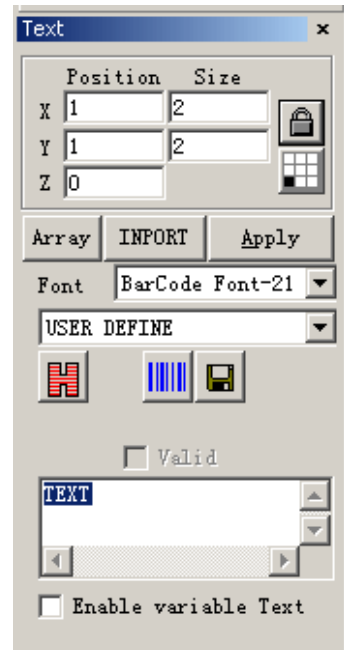 Text
Position Size
X 1 2
Y 1 2
Z 0
Array INPORT Apply
Font BarCode Font-21
USER DEFINE
Valid
TEXT
Enable variable Text